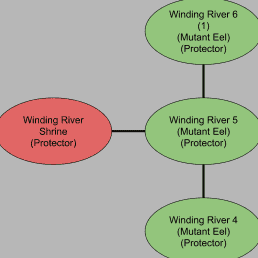 Winding River 6
(1)
(Mutant Eel)
(Protector)
Winding River
Shrine
(Protector)
Winding River 5
(Mutant Eel)
(Protector)
Winding River 4
(Mutant Eel)
(Protector)